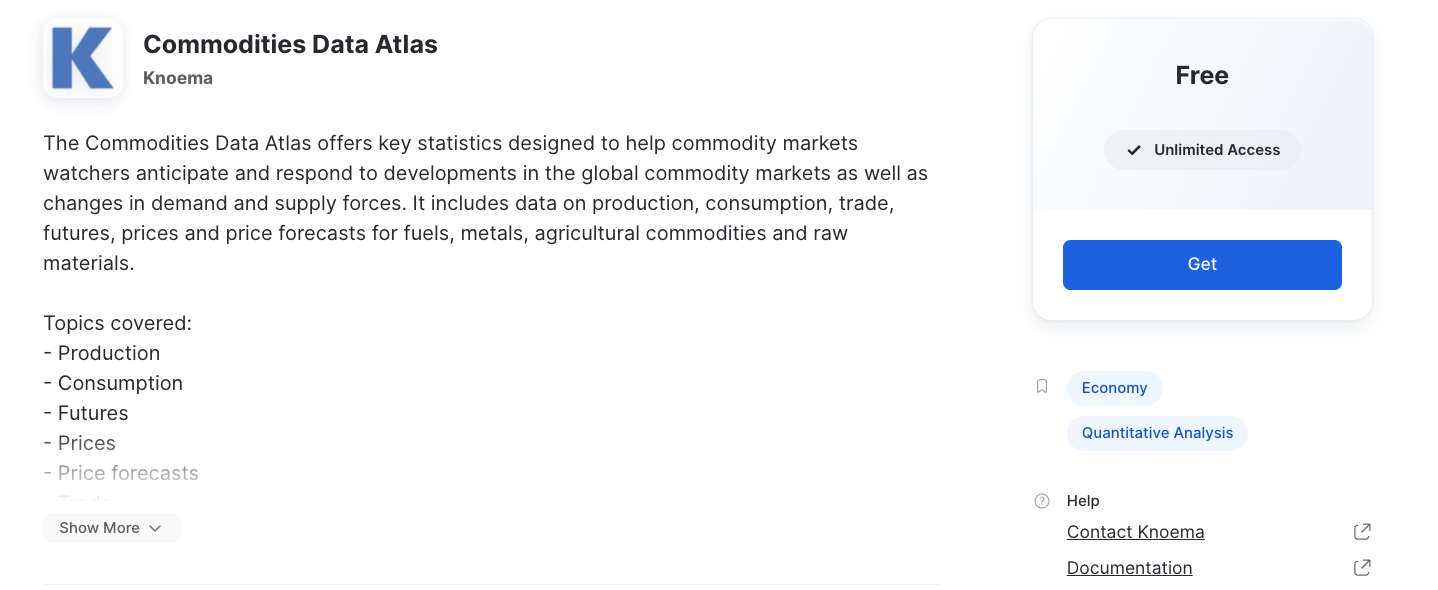 Commodities Data Atlas
Knoema
The Commodities Data Atlas offers key statistics designed to help commodity markets
watchers anticipate and respond to developments in the global commodity markets as well as
changes in demand and supply forces. It includes data on production, consumption, trade,
futures, prices and price forecasts for fuels, metals, agricultural commodities and raw
materials.
Topics covered:
- Production
- Consumption
- Futures
- Prices
- Price forecasts
- Trade
Show More
Free
Unlimited Access
Get
Economy
Quantitative Analysis
Help
Contact Knoema
Documentation